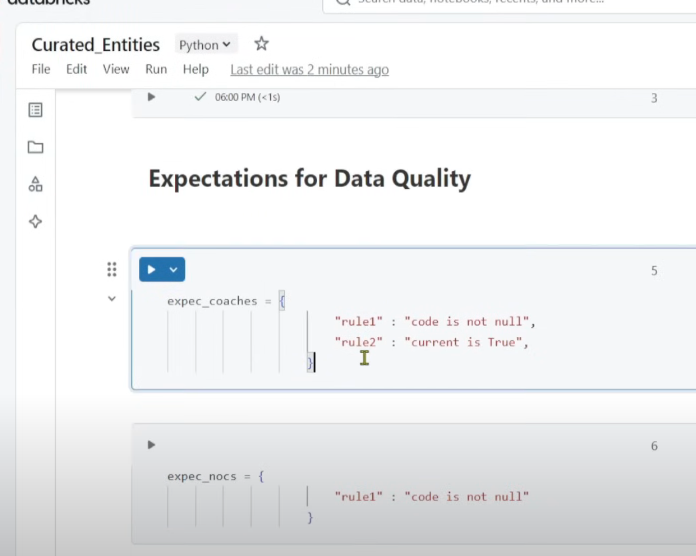 databricks
Search data, notebooks, recents, and more...
Curated_Entities Python
File Edit View Run Help Last edit was 2 minutes ago
06:00 PM (<1s) 3
Expectations for Data Quality
5
expec_coaches = {
"rule1" : "code is not null",
"rule2" : "current is True",
}
6
expec_nocs = {
"rule1" : "code is not null"
}